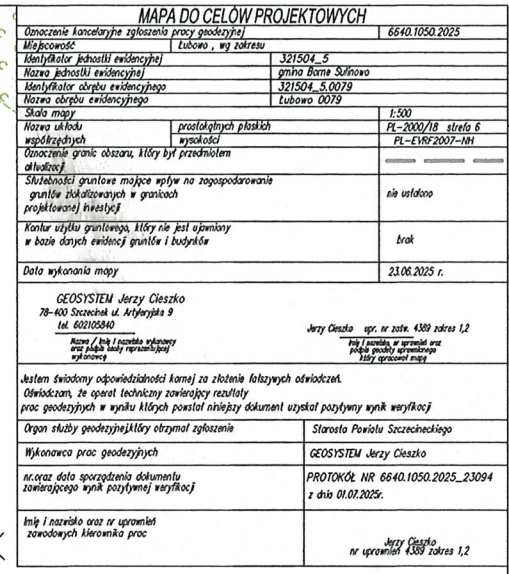 MAPA DO CELÓW PROJEKTOWYCH
Oznaczenie kancelaryjne zgłoszenia pracy geodezyjnej 6640.1050.2025
Miejscowość Łubowo , wg zakresu
Identyfikator jednostki ewidencyjnej 321504_5
Nazwa jednostki ewidencyjnej gmina Borne Sulinowo
Identyfikator obrębu ewidencyjnego 321504_5.0079
Nazwa obrębu ewidencyjnego Łubowo 0079
Skala mapy 1:500
Nazwa układu prostokątnych płaskich PL-2000/18 strefa 6
współrzędnych wysokości PL-EVRF2007-NH
Oznaczenie granic obszaru, który był przedmiotem
aktualizacji
Służebności gruntowe mające wpływ na zagospodarowanie
gruntów zlokalizowanych w granicach nie ustalono
projektowanej inwestycji
Kontur użytku gruntowego, który nie jest ujawniony
w bazie danych ewidencji gruntów i budynków brak
Data wykonania mapy 23.06.2025 r.
GEOSYSTEM Jerzy Cieszko
78-400 Szczecinek ul. Artyleryjska 9
tel. 602105840
Jerzy Cieszko upr. nr zaśw. 4389 zakres 1,2
Nazwa / Imię i nazwisko wykonawcy
oraz podpis osoby reprezentującej
wykonawcę
Imię i nazwisko, nr uprawnień oraz
podpis geodety uprawnionego
który opracował mapę
Jestem świadomy odpowiedzialności karnej za złożenie fałszywych oświadczeń.
Oświadczam, że operat techniczny zawierający rezultaty
prac geodezyjnych w wyniku których powstał niniejszy dokument uzyskał pozytywny wynik weryfikacji
Organ służby geodezyjnej,który otrzymał zgłoszenie Starosta Powiatu Szczecineckiego
Wykonawca prac geodezyjnych GEOSYSTEM Jerzy Cieszko
nr.oraz data sporządzenia dokumentu PROTOKÓŁ NR 6640.1050.2025_23094
zawierającego wynik pozytywnej weryfikacji z dnia 01.07.2025r.
Imię i nazwisko oraz nr uprawnień
zawodowych kierownika prac
Jerzy Cieszko
nr uprawnień 4389 zakres 1,2